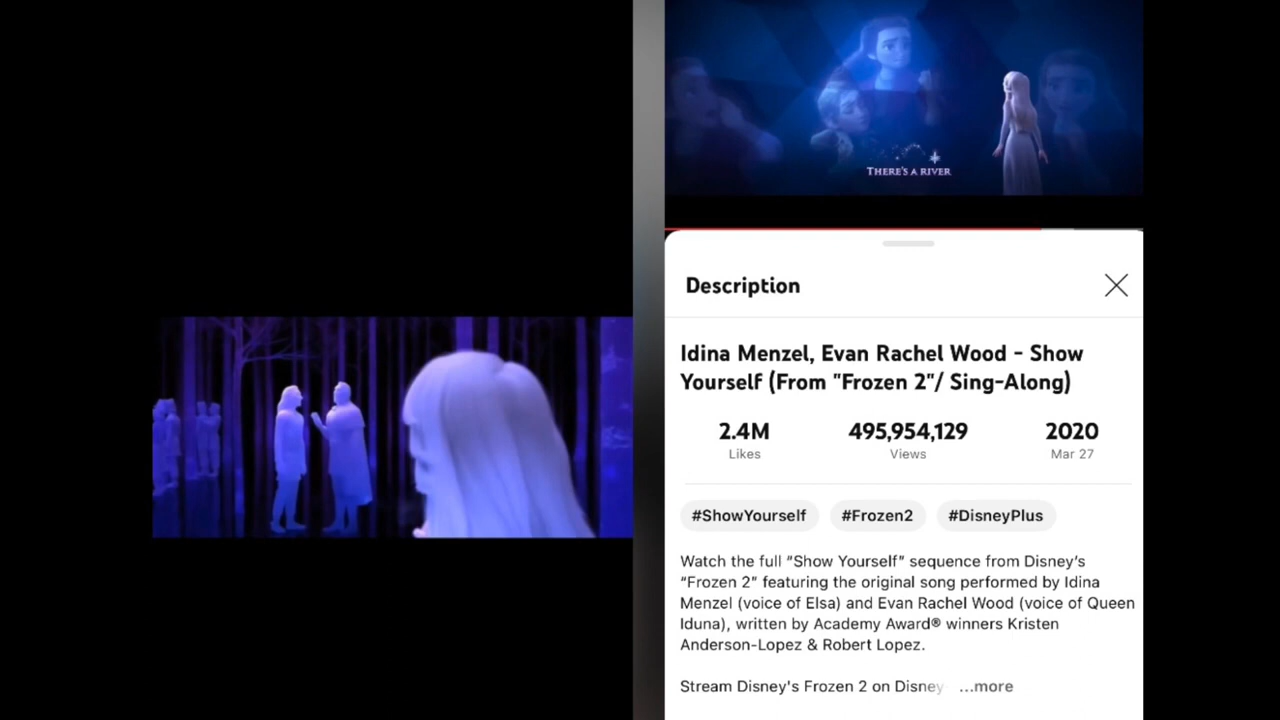 THERE'S A RIVER
Description
Idina Menzel, Evan Rachel Wood - Show
Yourself (From "Frozen 2"/ Sing-Along)
2.4M 495,954,129 2020
Likes Views Mar 27
#ShowYourself #Frozen2 #DisneyPlus
Watch the full "Show Yourself" sequence from Disney's
"Frozen 2" featuring the original song performed by Idina
Menzel (voice of Elsa) and Evan Rachel Wood (voice of Queen
Iduna), written by Academy Award® winners Kristen
Anderson-Lopez & Robert Lopez.
Stream Disney's Frozen 2 on Disney ...more